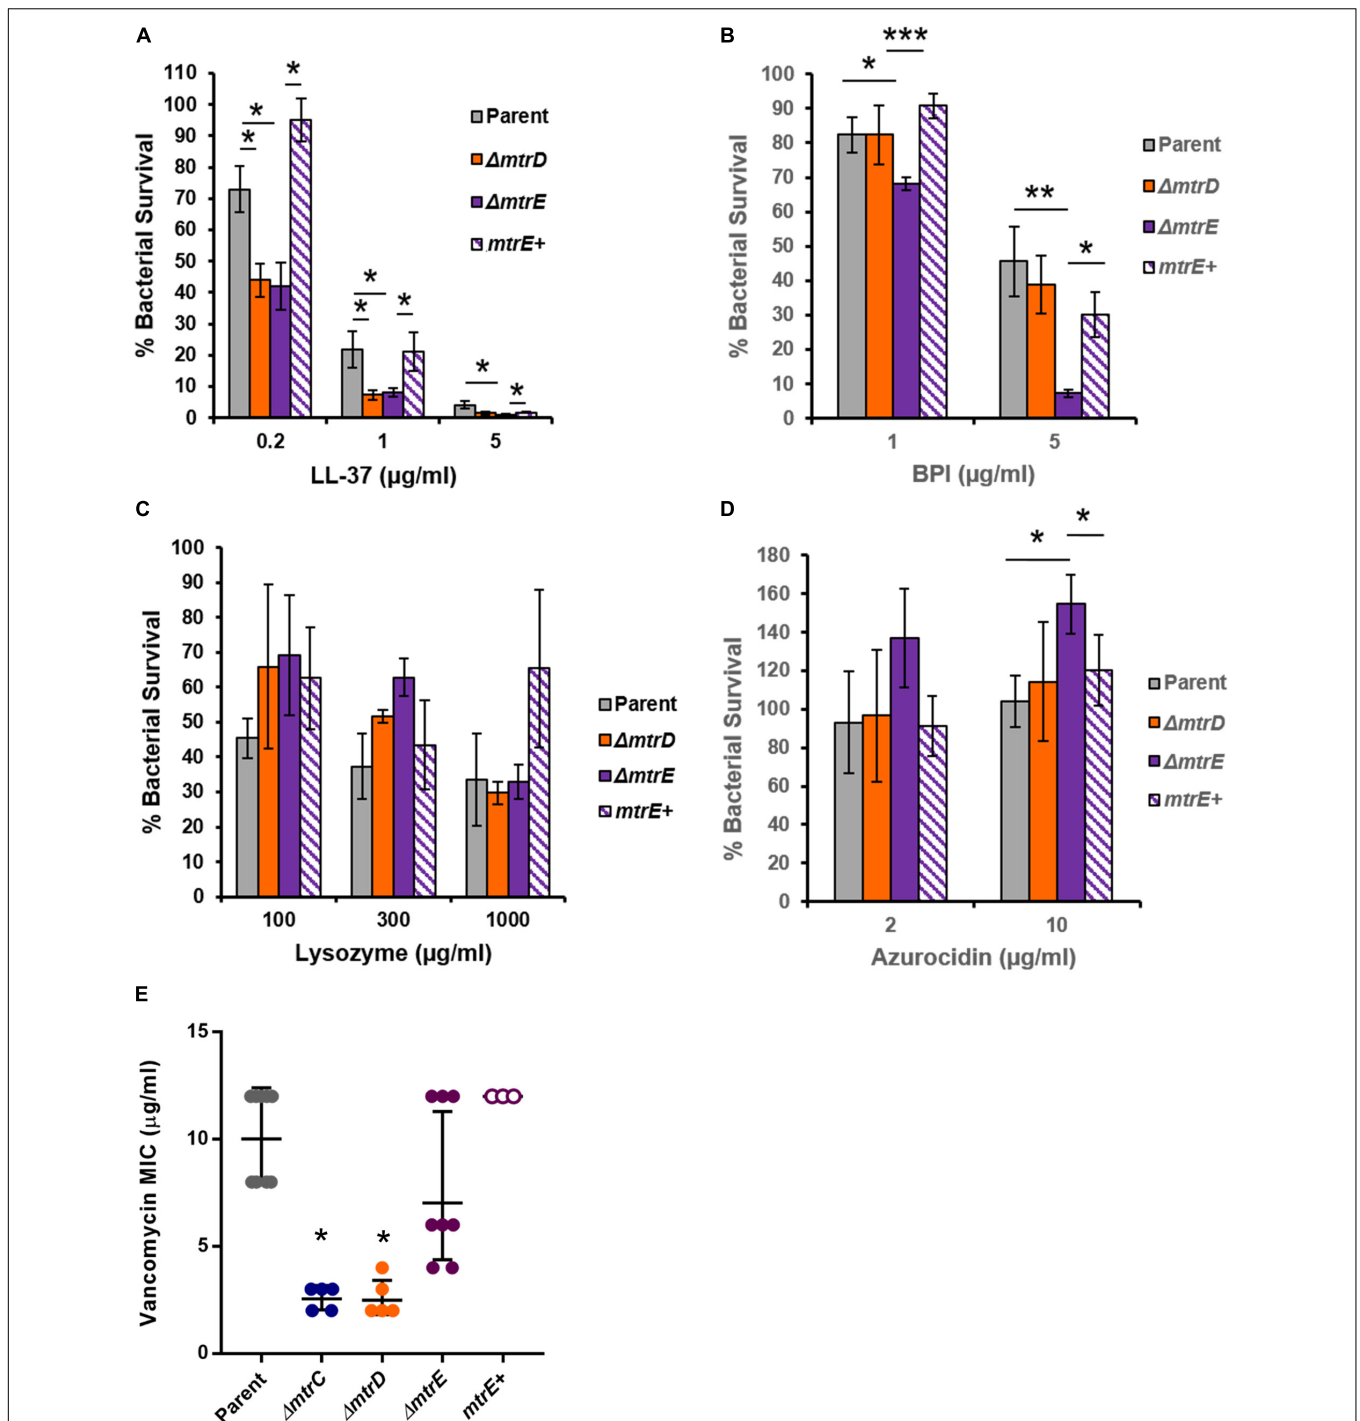 A
110
100
90
80
70
60
50
40
30
20
10
0
% Bacterial Survival
* * *
* * *
* *
0.2 1 5
LL-37 (µg/ml)
Parent
ΔmtrD
ΔmtrE
mtrE+
B
100
90
80
70
60
50
40
30
20
10
0
% Bacterial Survival
* ***
** *
1 5
BPI (µg/ml)
Parent
ΔmtrD
ΔmtrE
mtrE+
C
100
90
80
70
60
50
40
30
20
10
0
% Bacterial Survival
100 300 1000
Lysozyme (µg/ml)
Parent
ΔmtrD
ΔmtrE
mtrE+
D
180
160
140
120
100
80
60
40
20
0
% Bacterial Survival
* *
2 10
Azurocidin (µg/ml)
Parent
ΔmtrD
ΔmtrE
mtrE+
E
15
10
5
0
Vancomycin MIC (µg/ml)
* *
Parent ΔmtrC ΔmtrD ΔmtrE mtrE+